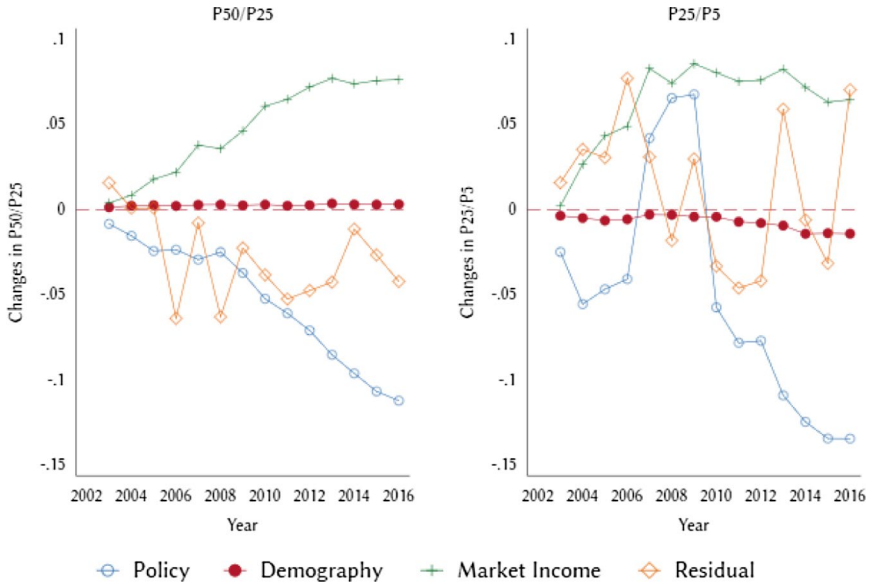 P50/P25
Changes in P50/P25
.1
.05
0
-.05
-.1
-.15
2002 2004 2006 2008 2010 2012 2014 2016
Year
P25/P5
Changes in P25/P5
.1
.05
0
-.05
-.1
-.15
2002 2004 2006 2008 2010 2012 2014 2016
Year
Policy Demography Market Income Residual